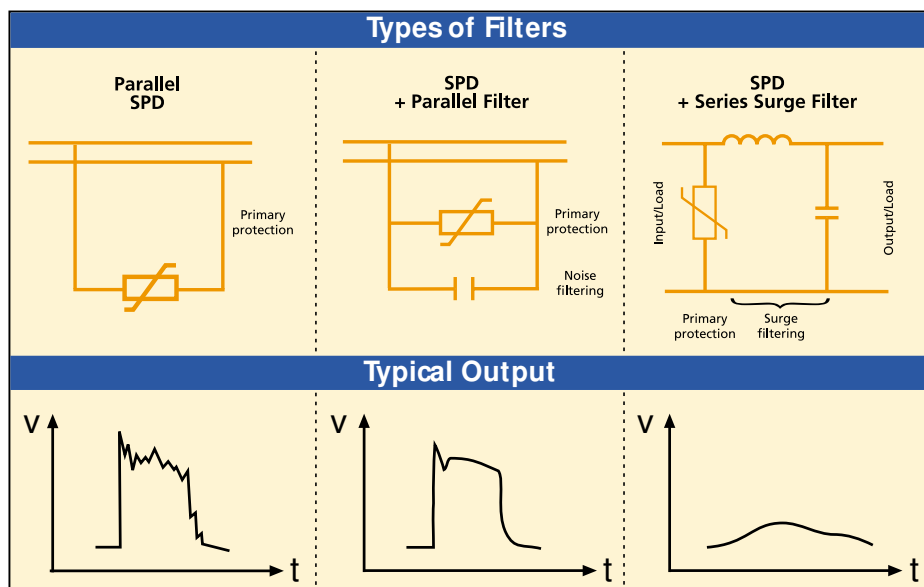 Types of Filters
Parallel
SPD
Primary
protection
SPD
+ Parallel Filter
Primary
protection
Noise
filtering
SPD
+ Series Surge Filter
Input/Load
Output/Load
Primary
protection
Surge
filtering
Typical Output
V
t
V
t
V
t